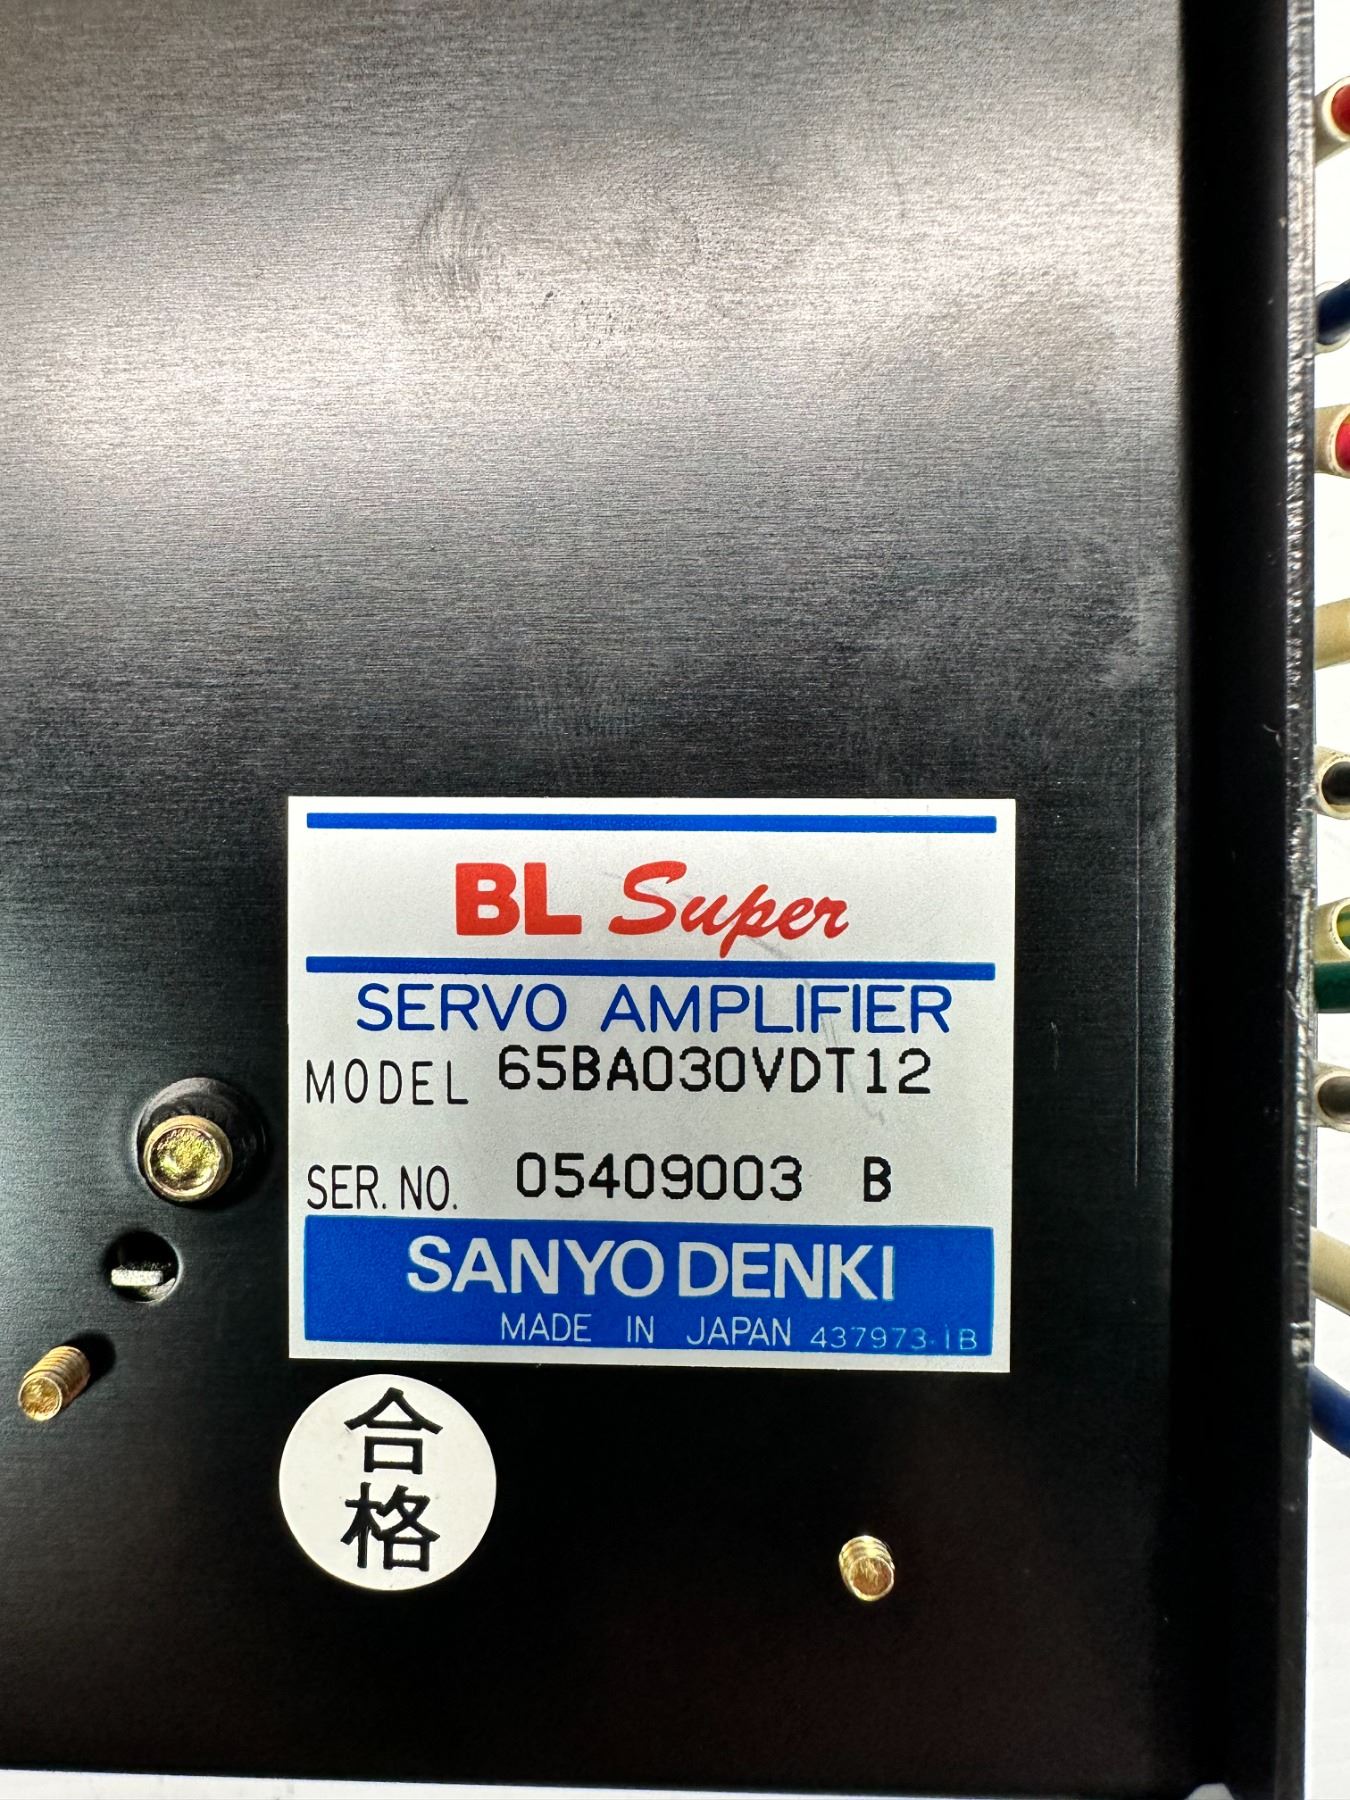 BL Super
SERVO AMPLIFIER
MODEL 65BA030VDT12
SER. NO. 05409003 B
SANYO DENKI
MADE IN JAPAN 437973-1B
合
格